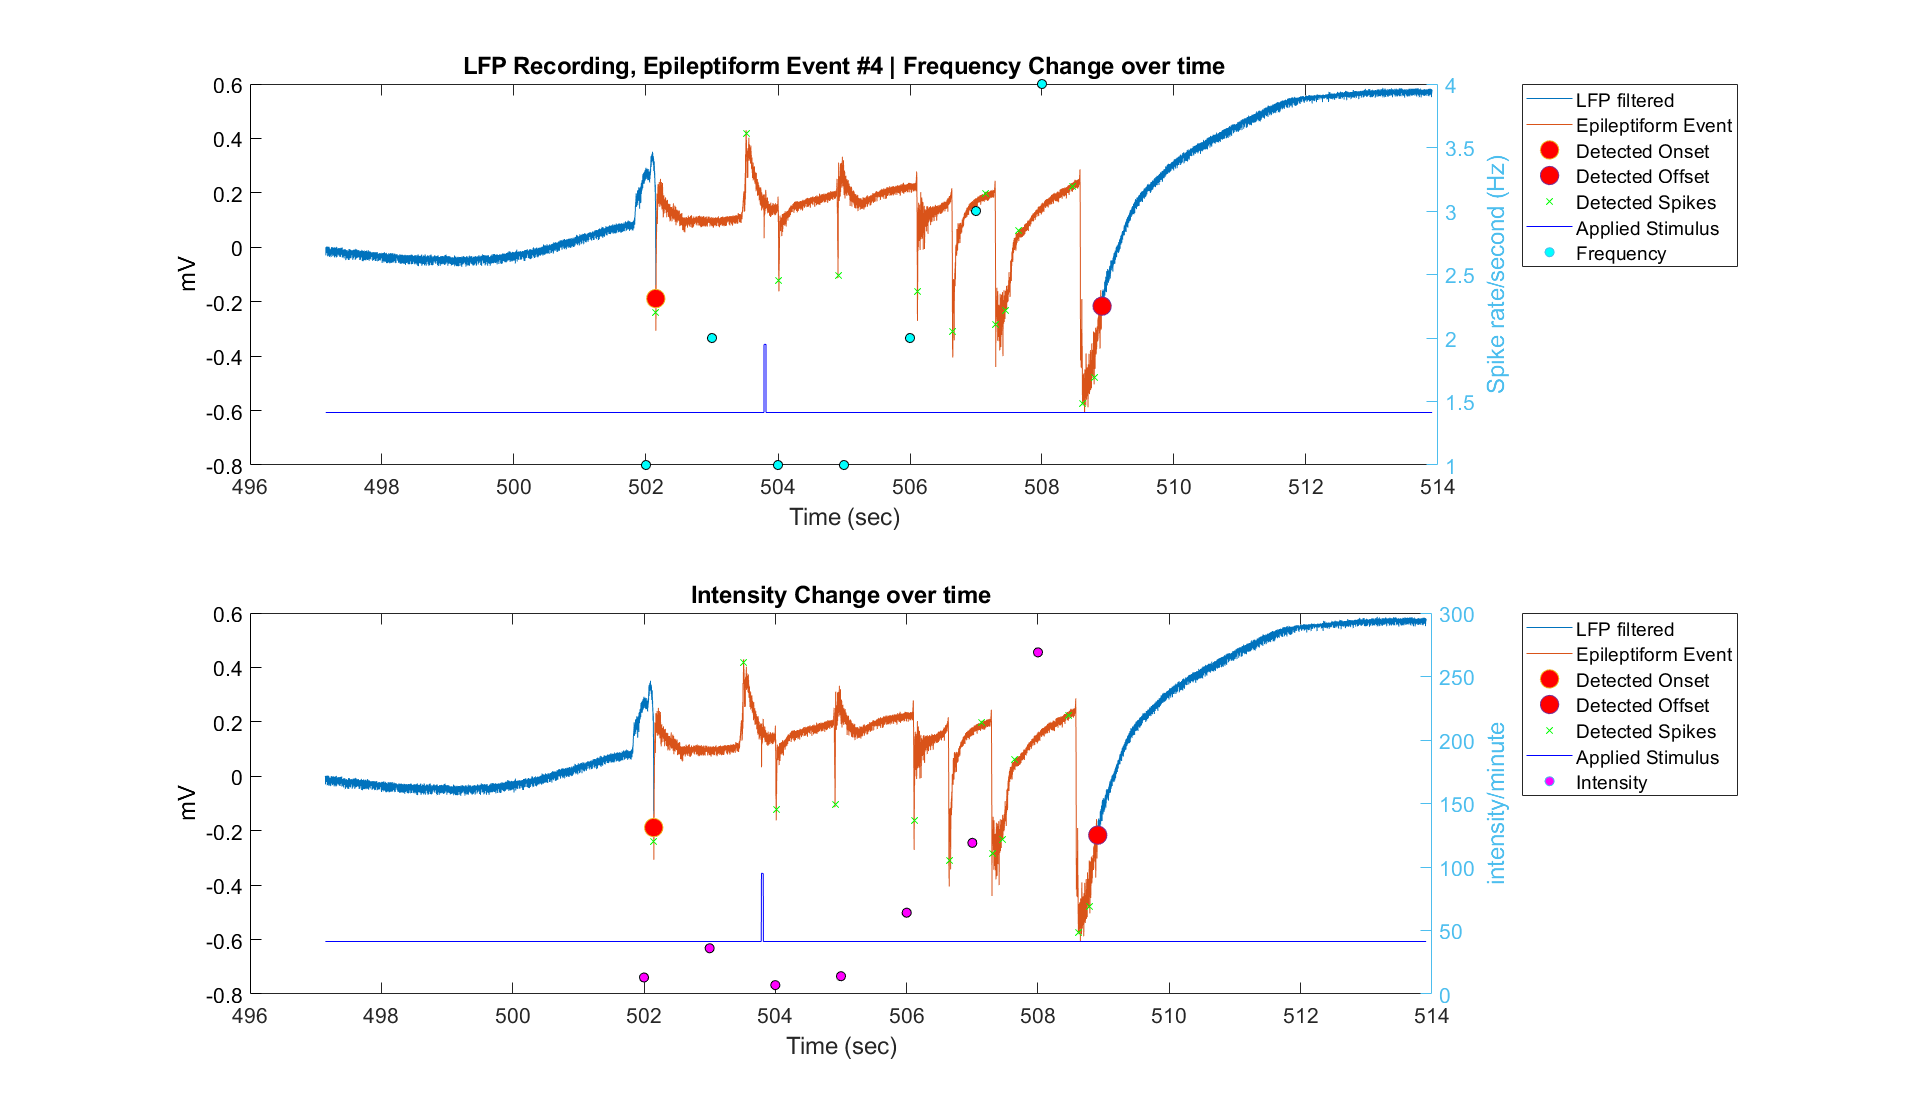 LFP Recording, Epileptiform Event #4 | Frequency Change over time
0.6
0.4
0.2
0
-0.2
-0.4
-0.6
-0.8
mV
496 498 500 502 504 506 508 510 512 514
Time (sec)
4
3.5
3
2.5
2
1.5
1
Spike rate/second (Hz)
LFP filtered
Epileptiform Event
Detected Onset
Detected Offset
Detected Spikes
Applied Stimulus
Frequency
Intensity Change over time
0.6
0.4
0.2
0
-0.2
-0.4
-0.6
-0.8
mV
496 498 500 502 504 506 508 510 512 514
Time (sec)
300
250
200
150
100
50
0
intensity/minute
LFP filtered
Epileptiform Event
Detected Onset
Detected Offset
Detected Spikes
Applied Stimulus
Intensity